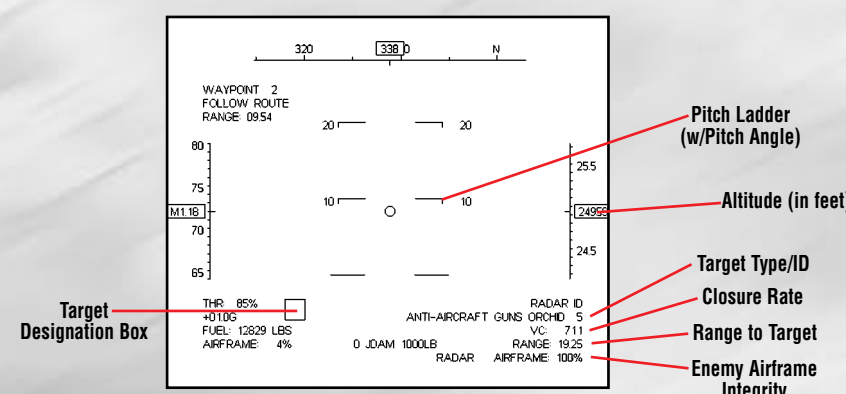 320 338 0 N
WAYPOINT 2
FOLLOW ROUTE
RANGE: 09.54
20 20
80
Pitch Ladder
(w/Pitch Angle)
25.5
75
10 10
M1.18
24959
Altitude (in feet)
70
24.5
65
Target Type/ID
THR: 85%
RADAR ID
Target
Designation Box
+01.0G
ANTI-AIRCRAFT GUNS ORCHID 5
Closure Rate
FUEL: 12829 LBS
VC: 711
AIRFRAME: 4%
0 JDAM 1000LB
RANGE: 19.25
Range to Target
RADAR AIRFRAME: 100%
Enemy Airframe
Integrity